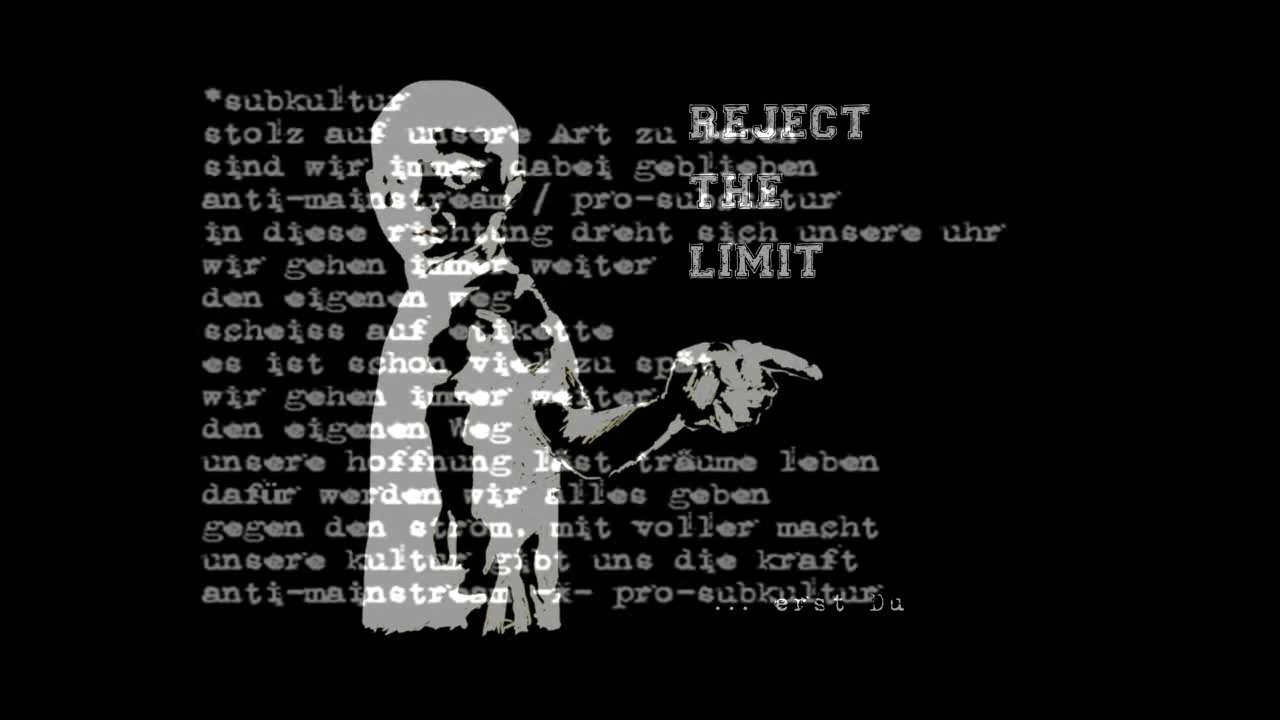 *subkultur
stolz auf unsere Art zu leben
sind wir immer dabei geblieben
anti-mainstream / pro-subkultur
in diese richtung dreht sich unsere uhr
wir gehen immer weiter
den eigenen weg
scheiss auf etikette
es ist schon viel zu spät
wir gehen immer weiter
den eigenen Weg
unsere hoffnung läst träume leben
dafür werden wir alles geben
gegen den strom, mit voller macht
unsere kultur gibt uns die kraft
anti-mainstream -x- pro-subkultur
REJECT
THE
LIMIT
... erst Du